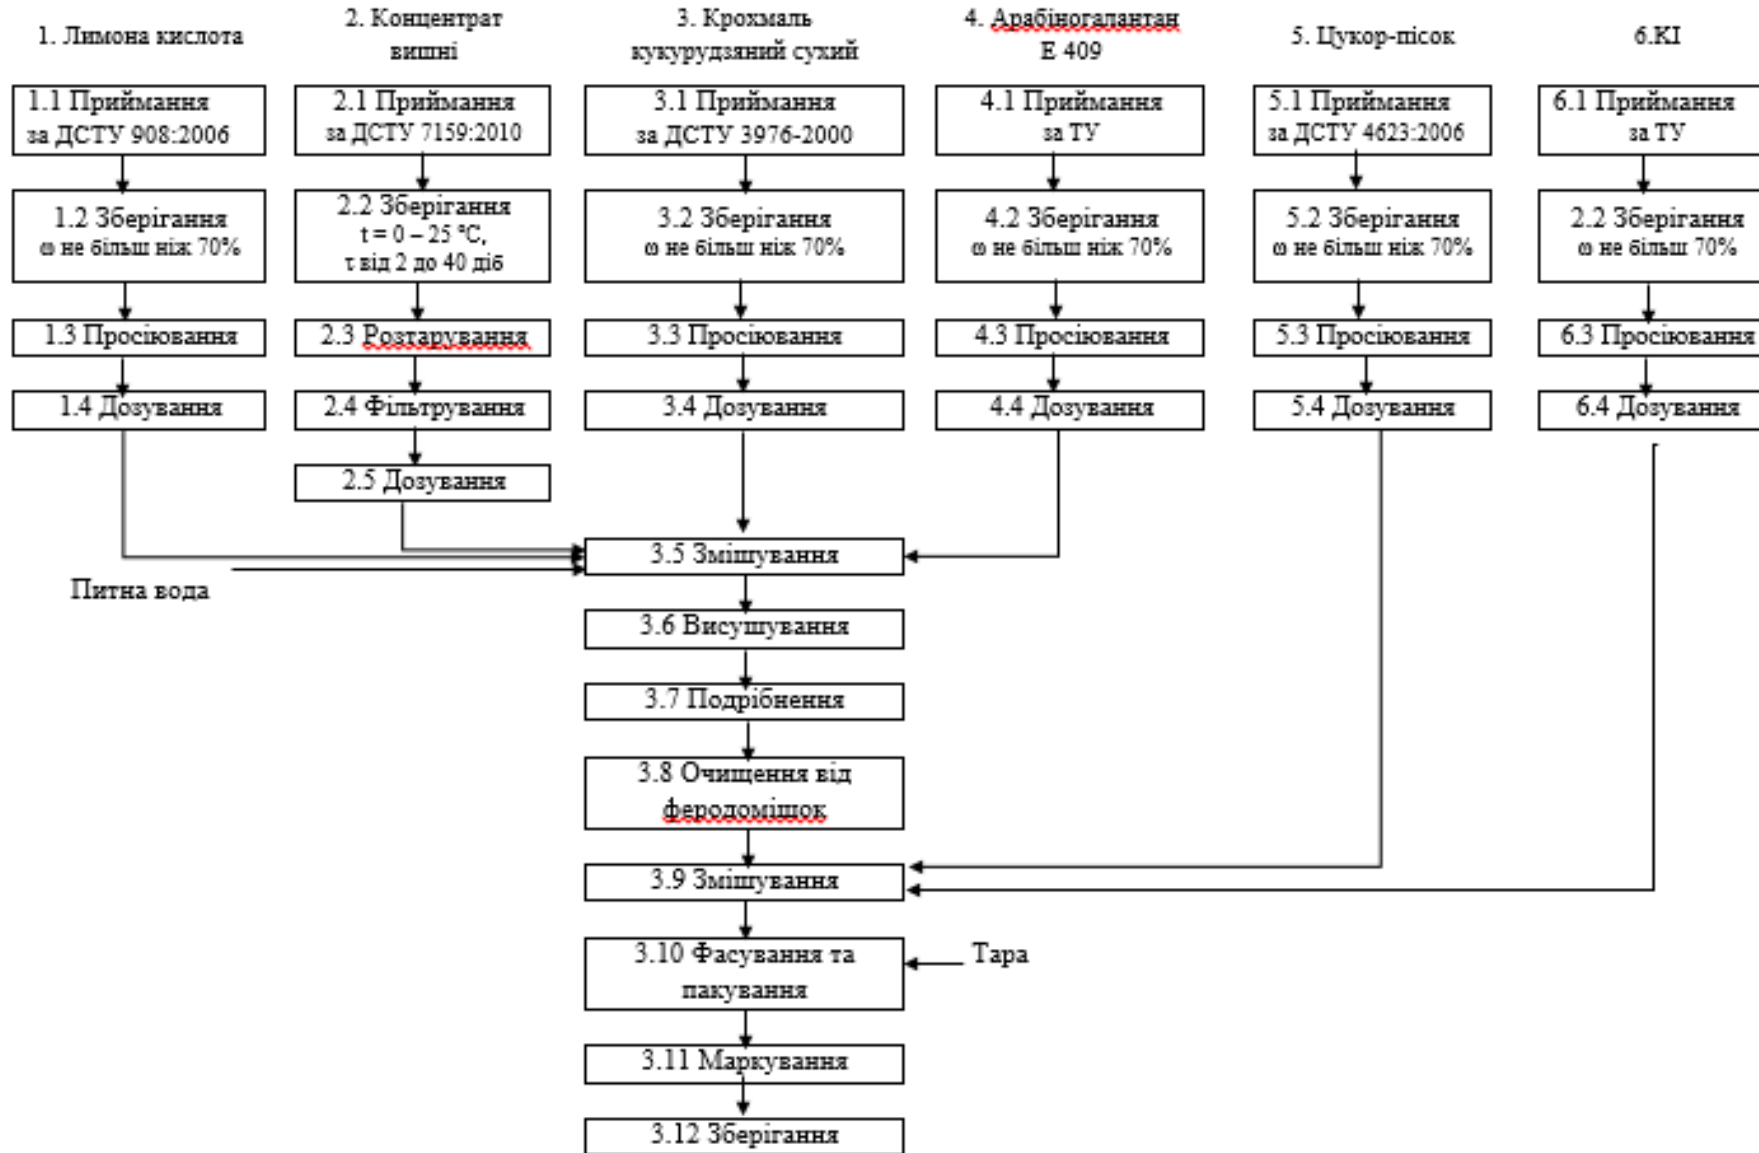 1. Лимона кислота
2. Концентрат
вишні
3. Крохмаль
кукурудзяний сухий
4. Арабіногалантан
Е 409
5. Цукор-пісок
6.KI
1.1 Приймання
за ДСТУ 908:2006
2.1 Приймання
за ДСТУ 7159:2010
3.1 Приймання
за ДСТУ 3976-2000
4.1 Приймання
за ТУ
5.1 Приймання
за ДСТУ 4623:2006
6.1 Приймання
за ТУ
1.2 Зберігання
ω не більш ніж 70%
2.2 Зберігання
t = 0 – 25 °С,
τ від 2 до 40 діб
3.2 Зберігання
ω не більш ніж 70%
4.2 Зберігання
ω не більш ніж 70%
5.2 Зберігання
ω не більш ніж 70%
2.2 Зберігання
ω не більш ніж 70%
1.3 Просіювання
2.3 Розтарування
3.3 Просіювання
4.3 Просіювання
5.3 Просіювання
6.3 Просіювання
1.4 Дозування
2.4 Фільтрування
3.4 Дозування
4.4 Дозування
5.4 Дозування
6.4 Дозування
2.5 Дозування
3.5 Змішування
Питна вода
3.6 Висушування
3.7 Подрібнення
3.8 Очищення від
феродомішок
3.9 Змішування
3.10 Фасування та
пакування
Тара
3.11 Маркування
3.12 Зберігання